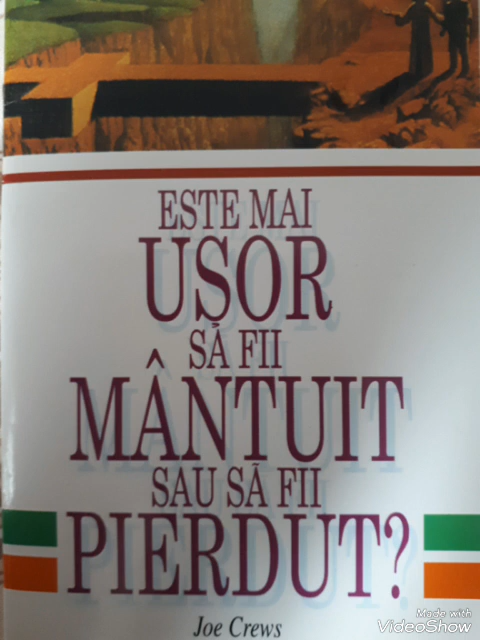 ESTE MAI
UȘOR
SĂ FII
MÂNTUIT
SAU SĂ FII
PIERDUT?
Joe Crews
Made with
VideoShow